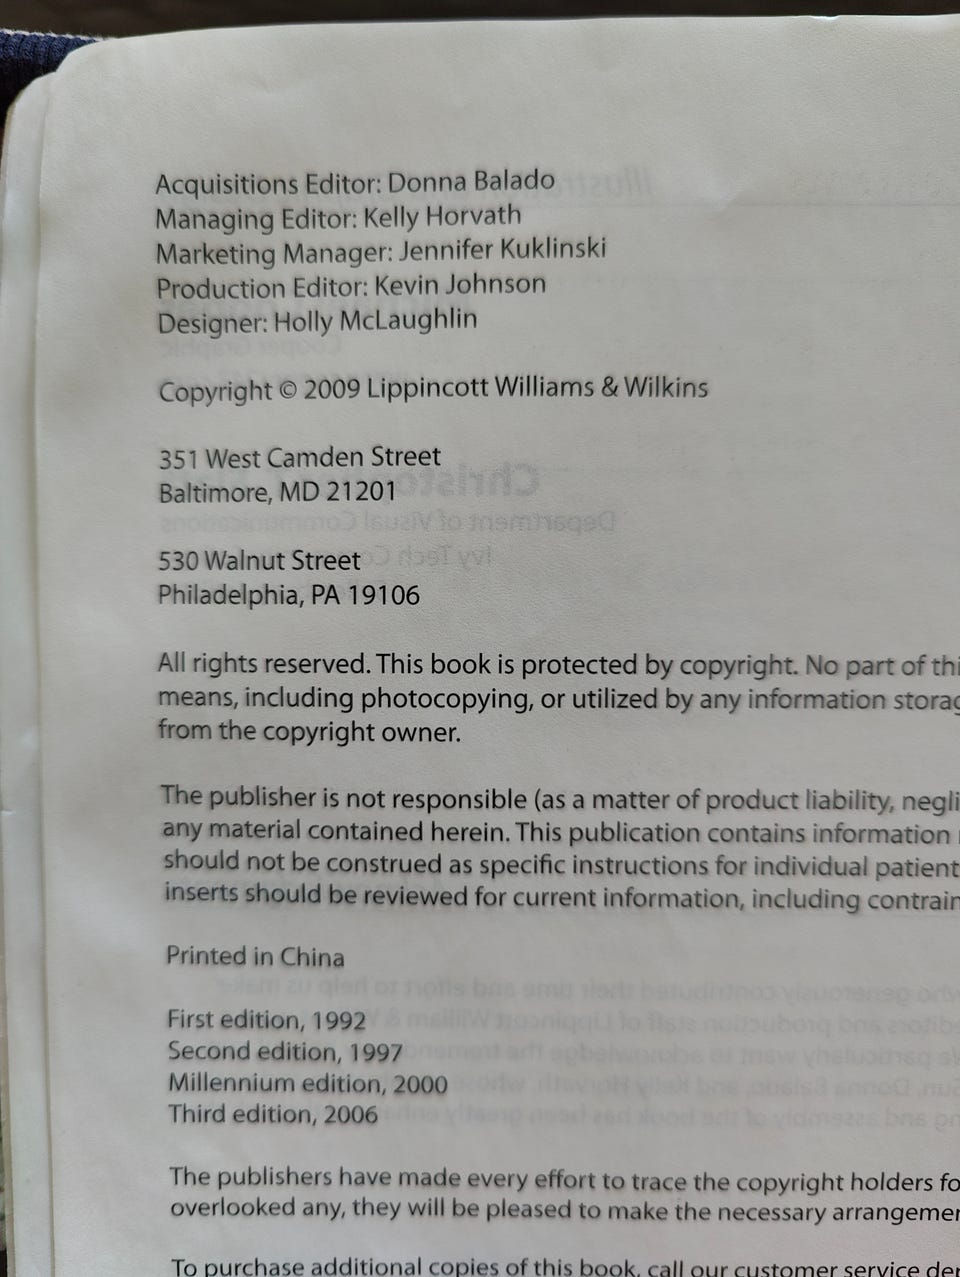 Acquisitions Editor: Donna Balado
Managing Editor: Kelly Horvath
Marketing Manager: Jennifer Kuklinski
Production Editor: Kevin Johnson
Designer: Holly McLaughlin
Copyright © 2009 Lippincott Williams & Wilkins
351 West Camden Street
Baltimore, MD 21201
530 Walnut Street
Philadelphia, PA 19106
All rights reserved. This book is protected by copyright. No part of thi
means, including photocopying, or utilized by any information storag
from the copyright owner.
The publisher is not responsible (as a matter of product liability, negli
any material contained herein. This publication contains information
should not be construed as specific instructions for individual patient
inserts should be reviewed for current information, including contrain
Printed in China
First edition, 1992
Second edition, 1997
Millennium edition, 2000
Third edition, 2006
The publishers have made every effort to trace the copyright holders fo
overlooked any, they will be pleased to make the necessary arrangemen
To purchase additional copies of this book, call our customer service dep